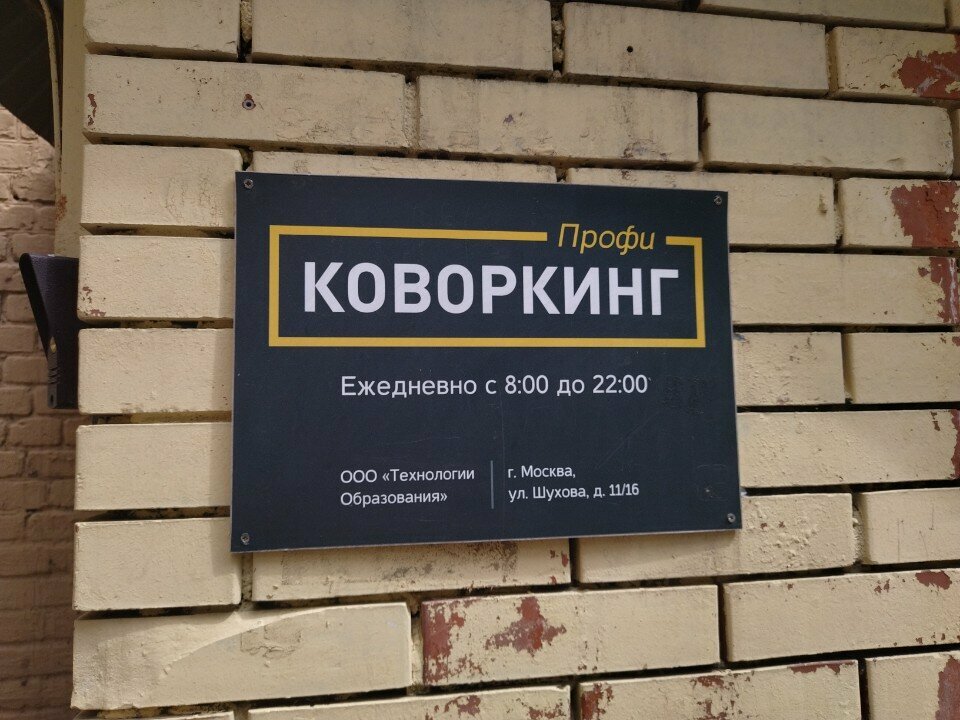 Профи
КОВОРКИНГ
Ежедневно с 8:00 до 22:00
ООО «Технологии
Образования»
г. Москва,
ул. Шухова, д. 11/16